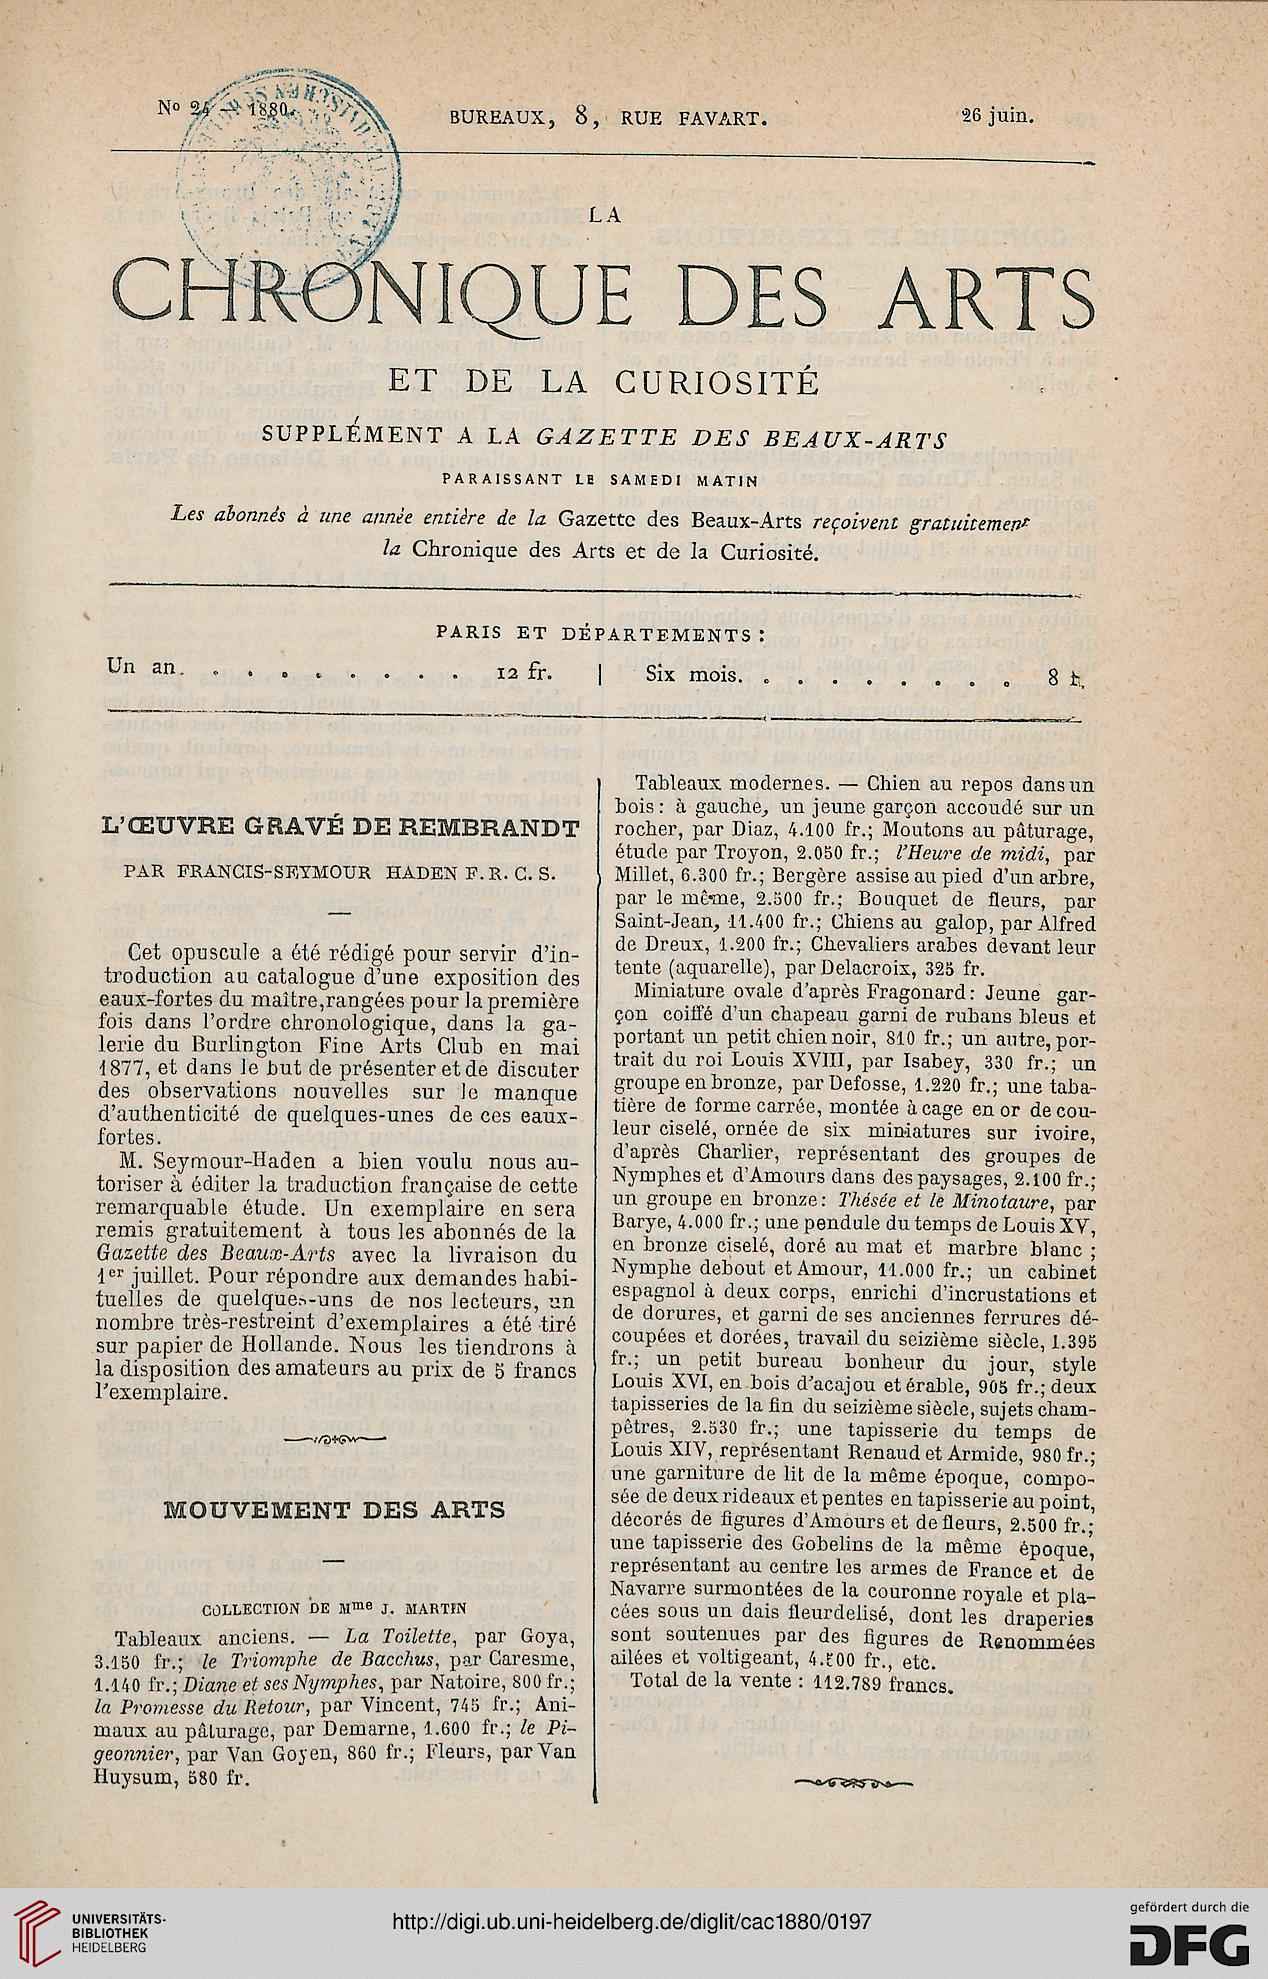 No 24 — 1880.
BUREAUX, 8, RUE FAVART.
26 juin.
LA
CHRONIQUE DES ARTS
ET DE LA CURIOSITÉ
SUPPLÉMENT A LA GAZETTE DES BEAUX-ARTS
PARAISSANT LE SAMEDI MATIN
Les abonnés à une année entière de la Gazette des Beaux-Arts reçoivent gratuitement
la Chronique des Arts et de la Curiosité.
PARIS ET DÉPARTEMENTS :
Un an. . . . . . . . . 12 fr. | Six mois. . . . . . . . . 8 f.
L'ŒUVRE GRAVÉ DE REMBRANDT
PAR FRANCIS-SEYMOUR HADEN F. R. C. S.
Cet opuscule a été rédigé pour servir d'in-
troduction au catalogue d'une exposition des
eaux-fortes du maître, rangées pour la première
fois dans l'ordre chronologique, dans la ga-
lerie du Burlington Fine Arts Club en mai
1877, et dans le but de présenter et de discuter
des observations nouvelles sur le manque
d'authenticité de quelques-unes de ces eaux-
fortes.
M. Seymour-Haden a bien voulu nous au-
toriser à éditer la traduction française de cette
remarquable étude. Un exemplaire en sera
remis gratuitement à tous les abonnés de la
Gazette des Beaux-Arts avec la livraison du
1er juillet. Pour répondre aux demandes habi-
tuelles de quelques-uns de nos lecteurs, un
nombre très-restreint d'exemplaires a été tiré
sur papier de Hollande. Nous les tiendrons à
la disposition des amateurs au prix de 5 francs
l'exemplaire.
MOUVEMENT DES ARTS
COLLECTION DE Mme J. MARTIN
Tableaux anciens. — La Toilette, par Goya,
3.150 fr.; le Triomphe de Bacchus, par Caresme,
1.140 fr.; Diane et ses Nymphes, par Natoire, 800 fr.;
la Promesse du Retour, par Vincent, 745 fr.; Ani-
maux au pâturage, par Demarne, 1.600 fr.; le Pi-
geonnier, par Van Goyen, 860 fr.; Fleurs, par Van
Huysum, 580 fr.
Tableaux modernes. — Chien au repos dans un
bois : à gauche, un jeune garçon accoudé sur un
rocher, par Diaz, 4.100 fr.; Moutons au pâturage,
étude par Troyon, 2.050 fr.; l'Heure de midi, par
Millet, 6.300 fr.; Bergère assise au pied d'un arbre,
par le même, 2.500 fr.; Bouquet de fleurs, par
Saint-Jean, 11.400 fr.; Chiens au galop, par Alfred
de Dreux, 1.200 fr.; Chevaliers arabes devant leur
tente (aquarelle), par Delacroix, 325 fr.
Miniature ovale d'après Fragonard : Jeune gar-
çon coiffé d'un chapeau garni de rubans bleus et
portant un petit chien noir, 810 fr.; un autre, por-
trait du roi Louis XVIII, par Isabey, 330 fr.; un
groupe en bronze, par Defosse, 1.220 fr.; une taba-
tière de forme carrée, montée à cage en or de cou-
leur ciselé, ornée de six miniatures sur ivoire,
d'après Charlier, représentant des groupes de
Nymphes et d'Amours dans des paysages, 2.100 fr.;
un groupe en bronze : Thésée et le Minotaure, par
Barye, 4.000 fr.; une pendule du temps de Louis XV,
en bronze ciselé, doré au mat et marbre blanc ;
Nymphe debout et Amour, 11.000 fr.; un cabinet
espagnol à deux corps, enrichi d'incrustations et
de dorures, et garni de ses anciennes ferrures dé-
coupées et dorées, travail du seizième siècle, 1.395
fr.; un petit bureau bonheur du jour, style
Louis XVI, en bois d'acajou et érable, 905 fr.; deux
tapisseries de la fin du seizième siècle, sujets cham-
pêtres, 2.530 fr.; une tapisserie du temps de
Louis XIV, représentant Renaud et Armide, 980 fr.;
une garniture de lit de la même époque, compo-
sée de deux rideaux et pentes en tapisserie au point,
décorés de figures d'Amours et de fleurs, 2.500 fr.;
une tapisserie des Gobelins de la même époque,
représentant au centre les armes de France et de
Navarre surmontées de la couronne royale et pla-
cées sous un dais fleurdelisé, dont les draperies
sont soutenues par des figures de Renommées
ailées et voltigeant, 4.500 fr., etc.
Total de la vente : 112.789 francs.
UNIVERSITÄTS-
BIBLIOTHEK
HEIDELBERG
http://digi.ub.uni-heidelberg.de/diglit/cac1880/0197
gefördert durch die
DFG